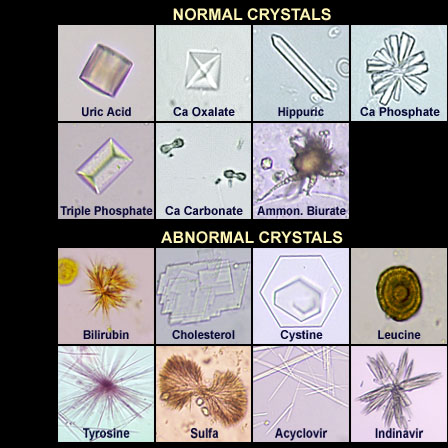 NORMAL CRYSTALS
Uric Acid
Ca Oxalate
Hippuric
Ca Phosphate
Triple Phosphate
Ca Carbonate
Ammon. Biurate
ABNORMAL CRYSTALS
Bilirubin
Cholesterol
Cystine
Leucine
Tyrosine
Sulfa
Acyclovir
Indinavir